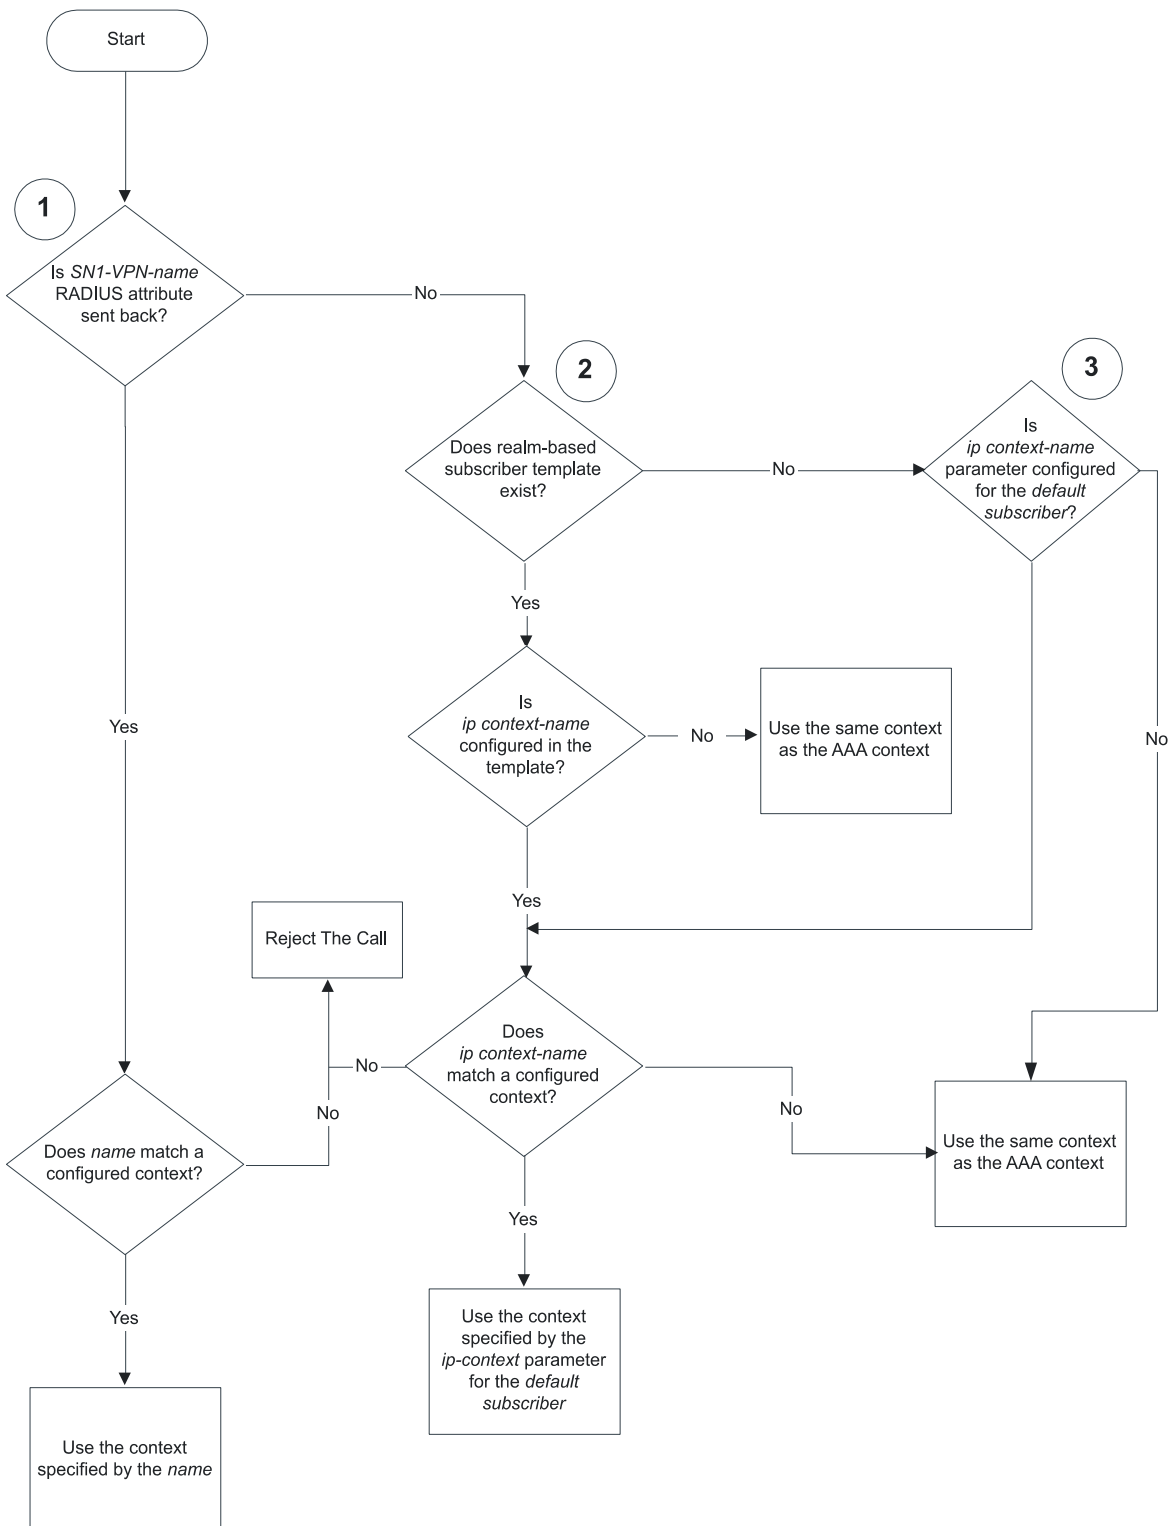 Start
1
Is SN1-VPN-name
RADIUS attribute
sent back?
No
2
3
Does realm-based
subscriber template
exist?
No
Is
ip context-name
parameter configured
for the default
subscriber?
Yes
Is
ip context-name
configured in the
template?
No
Use the same context
as the AAA context
Yes
No
Yes
Reject The Call
Does
ip context-name
match a configured
context?
No
No
No
Does name match a
configured context?
Use the same context
as the AAA context
Yes
Yes
Use the context
specified by the
ip-context parameter
for the default
subscriber
Use the context
specified by the name